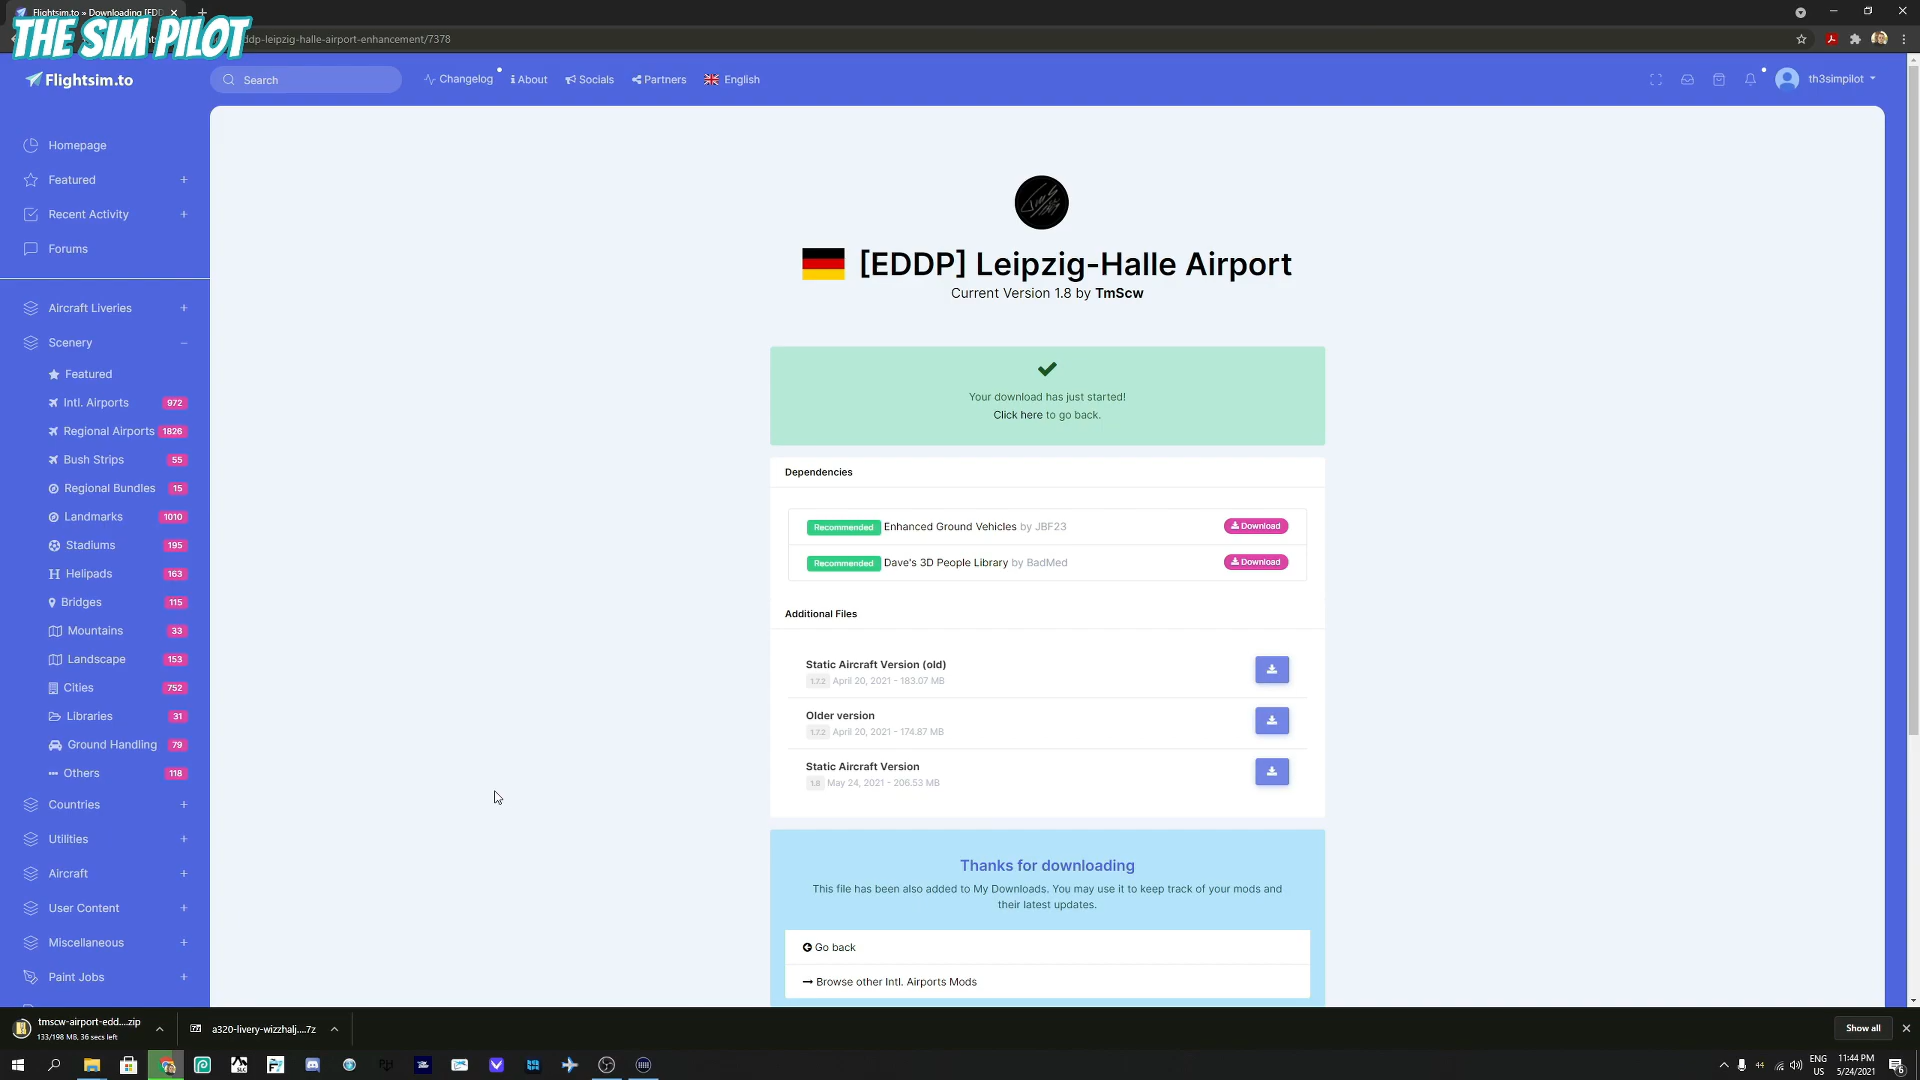 Flightsim.to » Downloading [EDD
THE SIM PILOT
ddp-leipzig-halle-airport-enhancement/7378
Flightsim.to
Search
Changelog
About
Socials
Partners
English
th3simpilot
Homepage
Featured
Recent Activity
Forums
Aircraft Liveries
Scenery
Featured
Intl. Airports 972
Regional Airports 1826
Bush Strips 55
Regional Bundles 15
Landmarks 1010
Stadiums 195
Helipads 163
Bridges 115
Mountains 33
Landscape 153
Cities 752
Libraries 31
Ground Handling 79
Others 118
Countries
Utilities
Aircraft
User Content
Miscellaneous
Paint Jobs
[EDDP] Leipzig-Halle Airport
Current Version 1.8 by TmScw
Your download has just started!
Click here to go back.
Dependencies
Recommended Enhanced Ground Vehicles by JBF23 Download
Recommended Dave's 3D People Library by BadMed Download
Additional Files
Static Aircraft Version (old)
1.7.2 April 20, 2021 - 183.07 MB
Older version
1.7.2 April 20, 2021 - 174.87 MB
Static Aircraft Version
1.8 May 24, 2021 - 206.53 MB
Thanks for downloading
This file has been also added to My Downloads. You may use it to keep track of your mods and
their latest updates.
Go back
Browse other Intl. Airports Mods
tmscw-airport-edd....zip
133/198 MB, 36 secs left
a320-livery-wizzhalj....7z
Show all
44
ENG
US
11:44 PM
5/24/2021